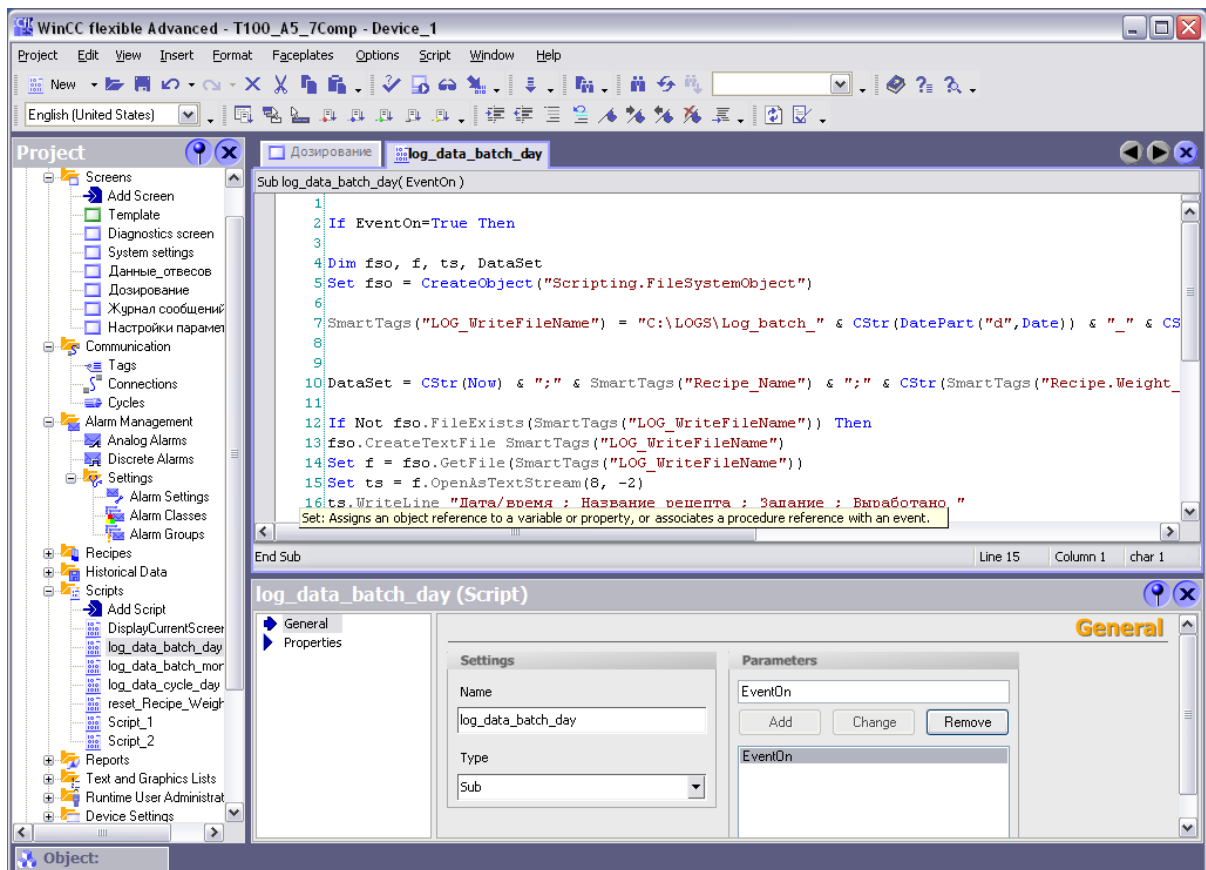 WinCC flexible Advanced - T100_A5_7Comp - Device_1
Project Edit View Insert Format Faceplates Options Script Window Help
New
English (United States)
Project
Screens
Add Screen
Template
Diagnostics screen
System settings
Данные_отвесов
Дозирование
Журнал сообщений
Настройки парамет
Communication
Tags
Connections
Cycles
Alarm Management
Analog Alarms
Discrete Alarms
Settings
Alarm Settings
Alarm Classes
Alarm Groups
Recipes
Historical Data
Scripts
Add Script
DisplayCurrentScreer
log_data_batch_day
log_data_batch_mor
log_data_cycle_day
reset_Recipe_Weigh
Script_1
Script_2
Reports
Text and Graphics Lists
Runtime User Administrat
Device Settings
Object:
Дозирование log_data_batch_day
Sub log_data_batch_day( EventOn )
1
2 If EventOn=True Then
3
4 Dim fso, f, ts, DataSet
5 Set fso = CreateObject("Scripting.FileSystemObject")
6
7 SmartTags("LOG_WriteFileName") = "C:\LOGS\Log_batch_" & CStr(DatePart("d",Date)) & "_" & CS
8
9
10 DataSet = CStr(Now) & ";" & SmartTags("Recipe_Name") & ";" & CStr(SmartTags("Recipe.Weight_
11
12 If Not fso.FileExists(SmartTags("LOG_WriteFileName")) Then
13 fso.CreateTextFile SmartTags("LOG_WriteFileName")
14 Set f = fso.GetFile(SmartTags("LOG_WriteFileName"))
15 Set ts = f.OpenAsTextStream(8, -2)
16 ts.WriteLine "Дата/время ; Название рецепта ; Задание ; Выработано "
Set: Assigns an object reference to a variable or property, or associates a procedure reference with an event.
End Sub Line 15 Column 1 char 1
log_data_batch_day (Script)
General
Properties
General
Settings
Name
log_data_batch_day
Type
Sub
Parameters
EventOn
Add Change Remove
EventOn